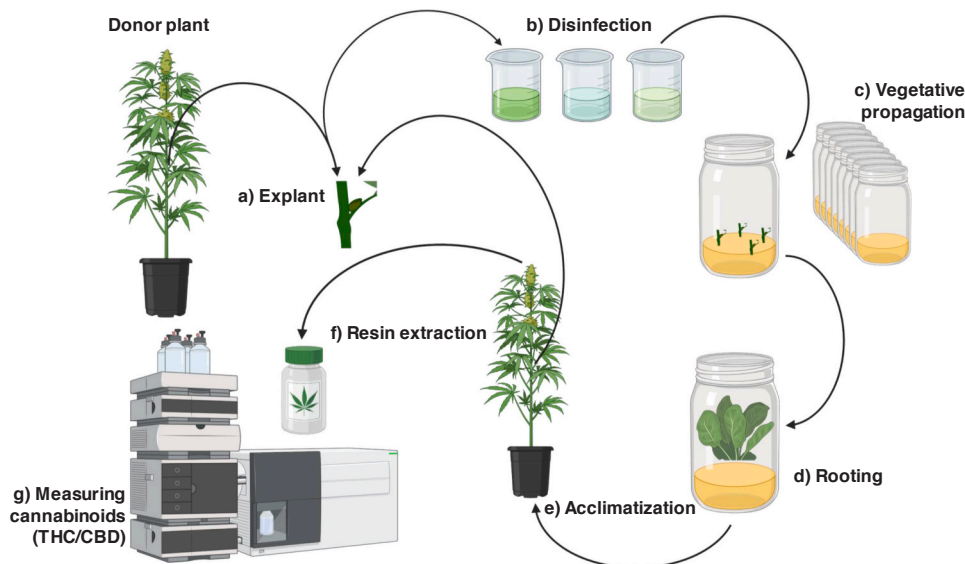 Donor plant
b) Disinfection
c) Vegetative
propagation
a) Explant
f) Resin extraction
d) Rooting
e) Acclimatization
g) Measuring
cannabinoids
(THC/CBD)